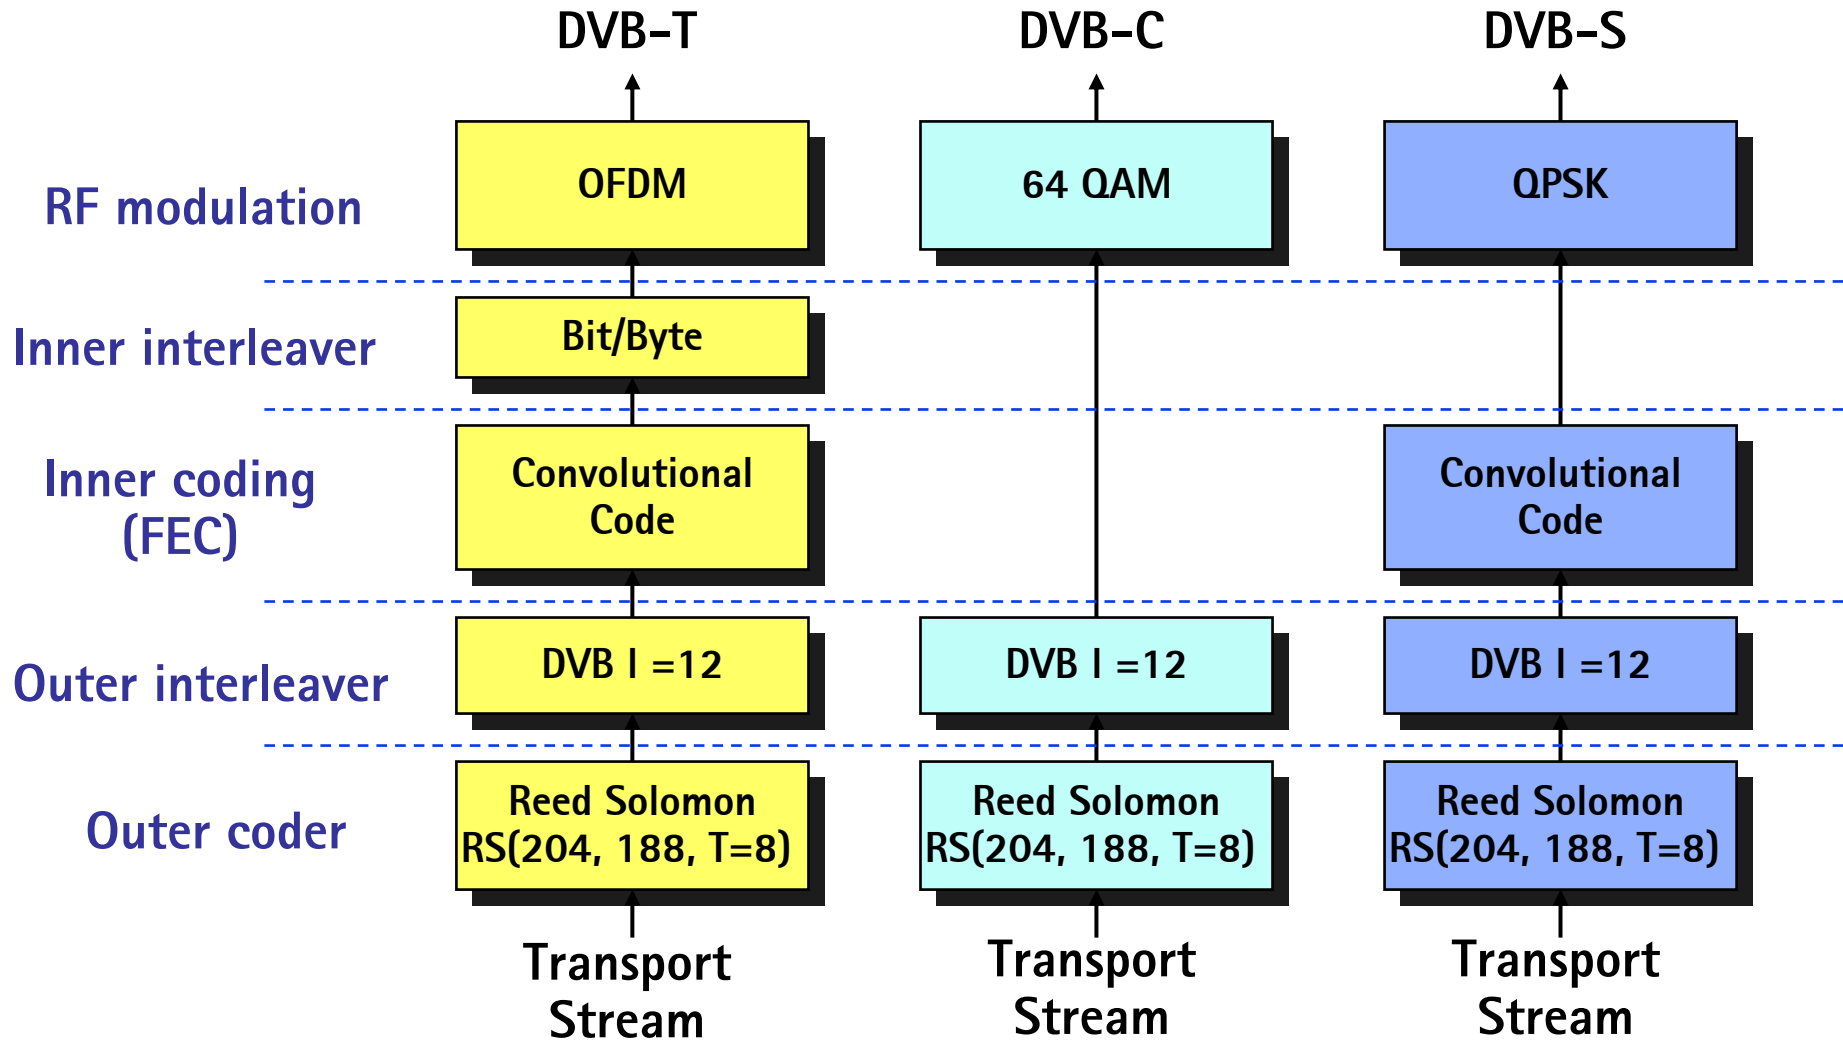 DVB-T
DVB-C
DVB-S
RF modulation
OFDM
64 QAM
QPSK
Inner interleaver
Bit/Byte
Inner coding
(FEC)
Convolutional
Code
Convolutional
Code
Outer interleaver
DVB I =12
DVB I =12
DVB I =12
Outer coder
Reed Solomon
RS(204, 188, T=8)
Reed Solomon
RS(204, 188, T=8)
Reed Solomon
RS(204, 188, T=8)
Transport
Stream
Transport
Stream
Transport
Stream